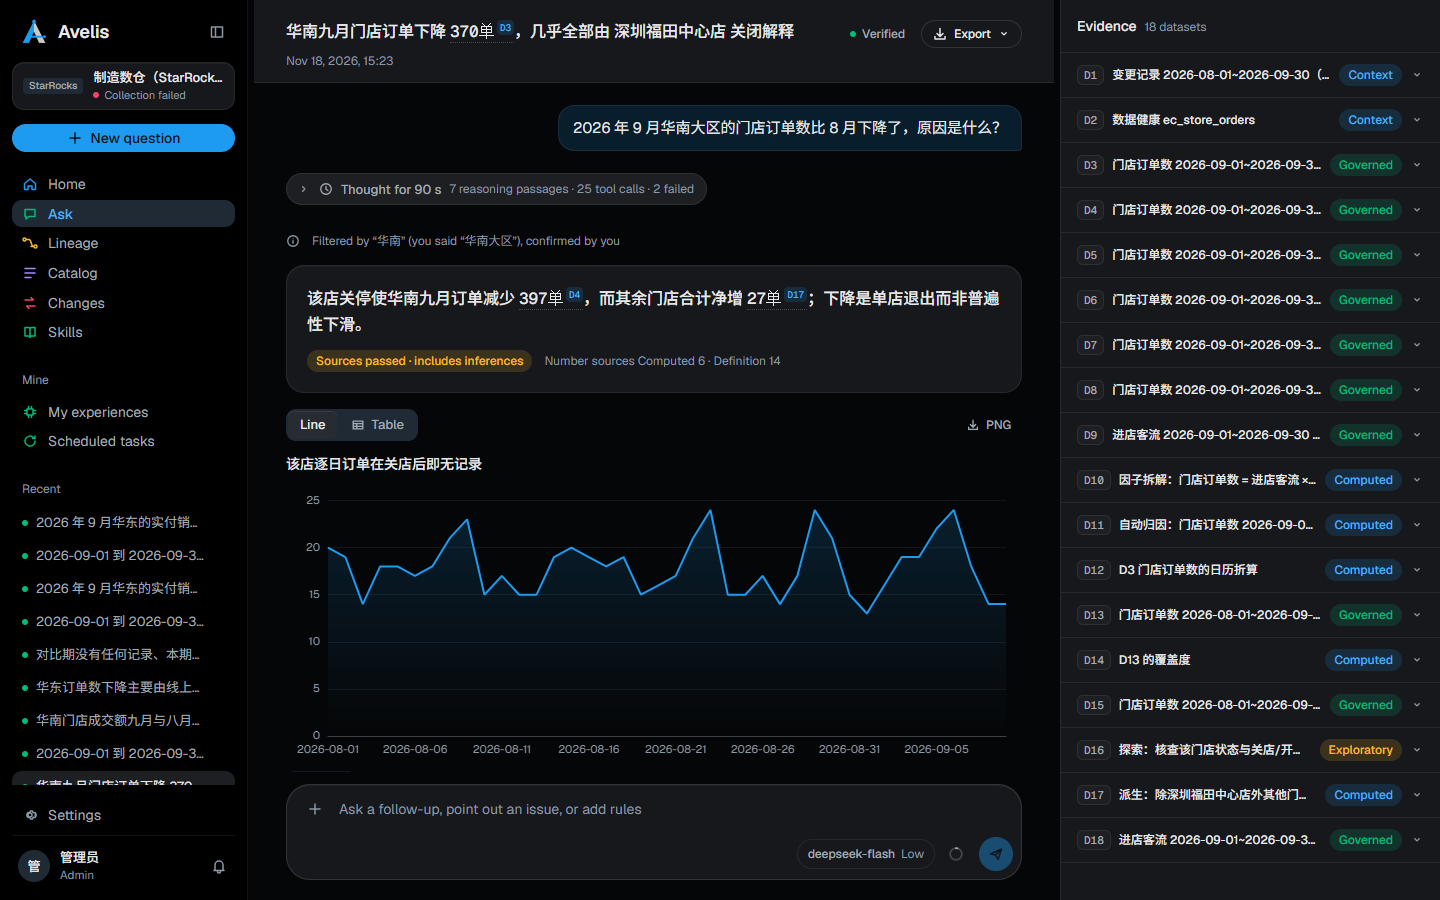 Avelis
StarRocks
制造数仓（StarRock...
Collection failed
New question
Home
Ask
Lineage
Catalog
Changes
Skills
Mine
My experiences
Scheduled tasks
Recent
2026 年 9 月华东的实付销...
2026-09-01 到 2026-09-3...
2026 年 9 月华东的实付销...
2026-09-01 到 2026-09-3...
对比期没有任何记录、本期...
华东订单数下降主要由线上...
华南门店成交额九月与八月...
2026-09-01 到 2026-09-3...
华南九月门店订单下降 370
Settings
管
管理员
Admin
华南九月门店订单下降 370单 D3，几乎全部由 深圳福田中心店 关闭解释
Nov 18, 2026, 15:23
Verified
Export
2026 年 9 月华南大区的门店订单数比 8 月下降了，原因是什么？
Thought for 90 s 7 reasoning passages · 25 tool calls · 2 failed
Filtered by “华南” (you said “华南大区”), confirmed by you
该店关停使华南九月订单减少 397单 D4，而其余门店合计净增 27单 D17；下降是单店退出而非普遍
性下滑。
Sources passed · includes inferences
Number sources Computed 6 · Definition 14
Line
Table
PNG
该店逐日订单在关店后即无记录
25
20
15
10
5
0
2026-08-01
2026-08-06
2026-08-11
2026-08-16
2026-08-21
2026-08-26
2026-08-31
2026-09-05
Ask a follow-up, point out an issue, or add rules
deepseek-flash Low
Evidence 18 datasets
D1 变更记录 2026-08-01~2026-09-30（... Context
D2 数据健康 ec_store_orders Context
D3 门店订单数 2026-09-01~2026-09-3... Governed
D4 门店订单数 2026-09-01~2026-09-3... Governed
D5 门店订单数 2026-09-01~2026-09-3... Governed
D6 门店订单数 2026-09-01~2026-09-3... Governed
D7 门店订单数 2026-09-01~2026-09-3... Governed
D8 门店订单数 2026-09-01~2026-09-3... Governed
D9 进店客流 2026-09-01~2026-09-30 ... Governed
D10 因子拆解：门店订单数 = 进店客流 ×... Computed
D11 自动归因：门店订单数 2026-09-0... Computed
D12 D3 门店订单数的日历折算 Computed
D13 门店订单数 2026-08-01~2026-09-... Governed
D14 D13 的覆盖度 Computed
D15 门店订单数 2026-08-01~2026-09-... Governed
D16 探索：核查该门店状态与关店/开... Exploratory
D17 派生：除深圳福田中心店外其他门... Computed
D18 进店客流 2026-09-01~2026-09-3... Governed